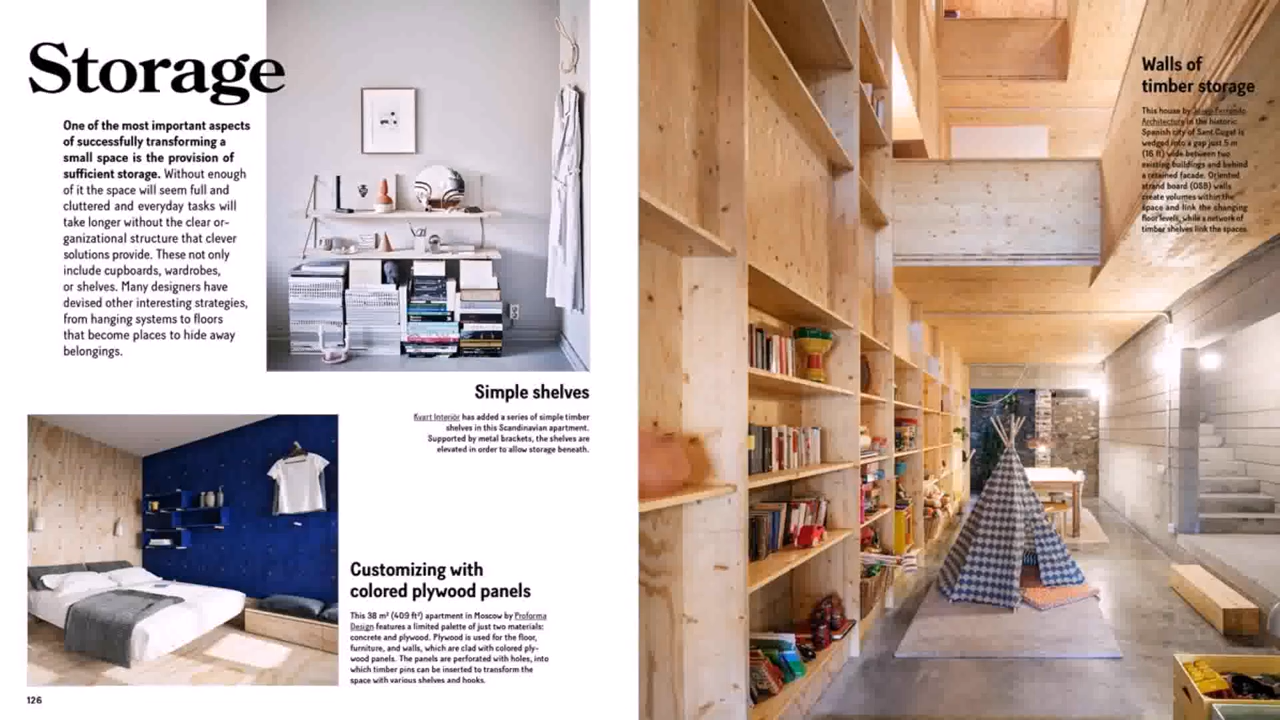 Storage
One of the most important aspects
of successfully transforming a
small space is the provision of
sufficient storage. Without enough
of it the space will seem full and
cluttered and everyday tasks will
take longer without the clear or-
ganizational structure that clever
solutions provide. These not only
include cupboards, wardrobes,
or shelves. Many designers have
devised other interesting strategies,
from hanging systems to floors
that become places to hide away
belongings.
Simple shelves
Kvart Interiör has added a series of simple timber
shelves in this Scandinavian apartment.
Supported by metal brackets, the shelves are
elevated in order to allow storage beneath.
Customizing with
colored plywood panels
This 38 m² (409 ft²) apartment in Moscow by Proforma
Design features a limited palette of just two materials:
concrete and plywood. Plywood is used for the floor,
furniture, and walls, which are clad with colored ply-
wood panels. The panels are perforated with holes, into
which timber pins can be inserted to transform the
space with various shelves and hooks.
126
Walls of
timber storage
This house by Josep Ferrando
Architecture in the historic
Spanish city of Sant Cugat is
wedged into a gap just 5 m
(16 ft) wide between two
existing buildings and behind
a retained facade. Oriented
strand board (OSB) walls
create volumes within the
space and link the changing
floor levels, while a network of
timber shelves link the spaces.